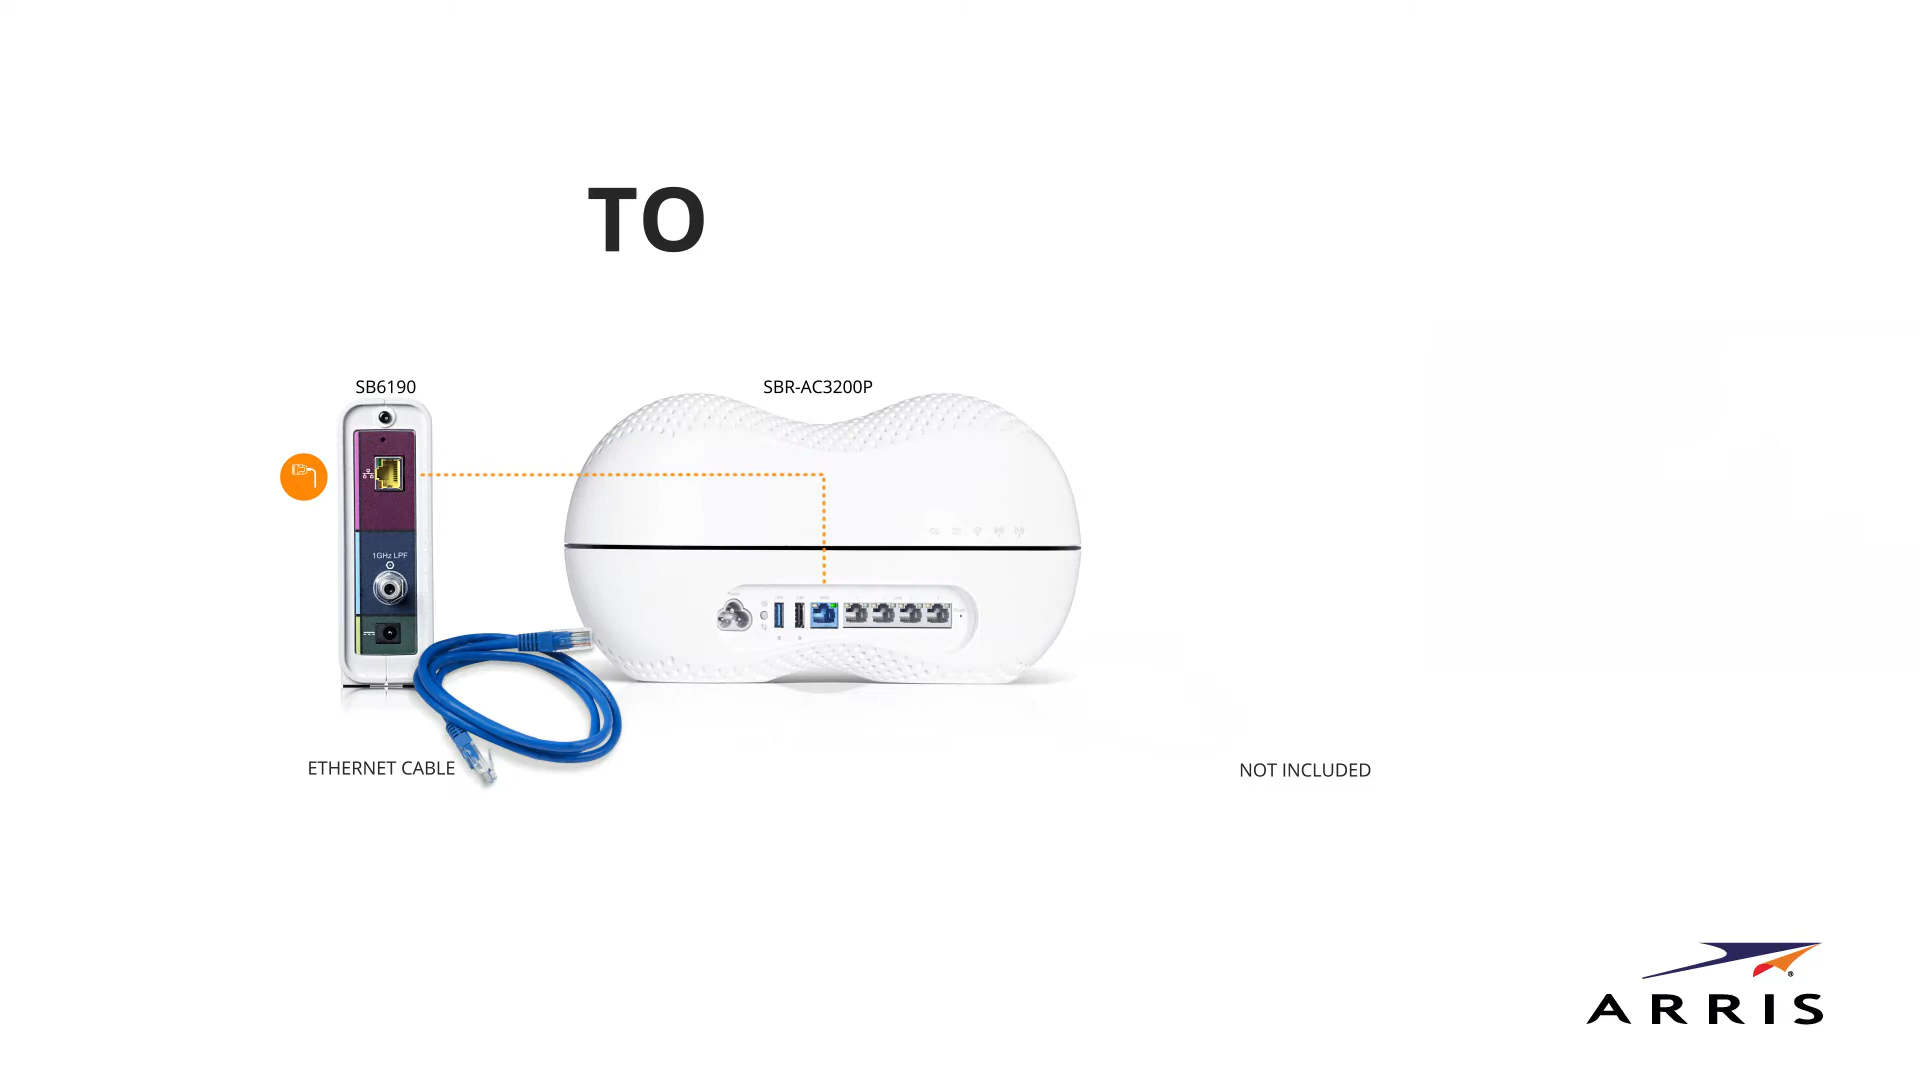 TO
SB6190
SBR-AC3200P
1GHz LPF
ETHERNET CABLE
NOT INCLUDED
ARRIS